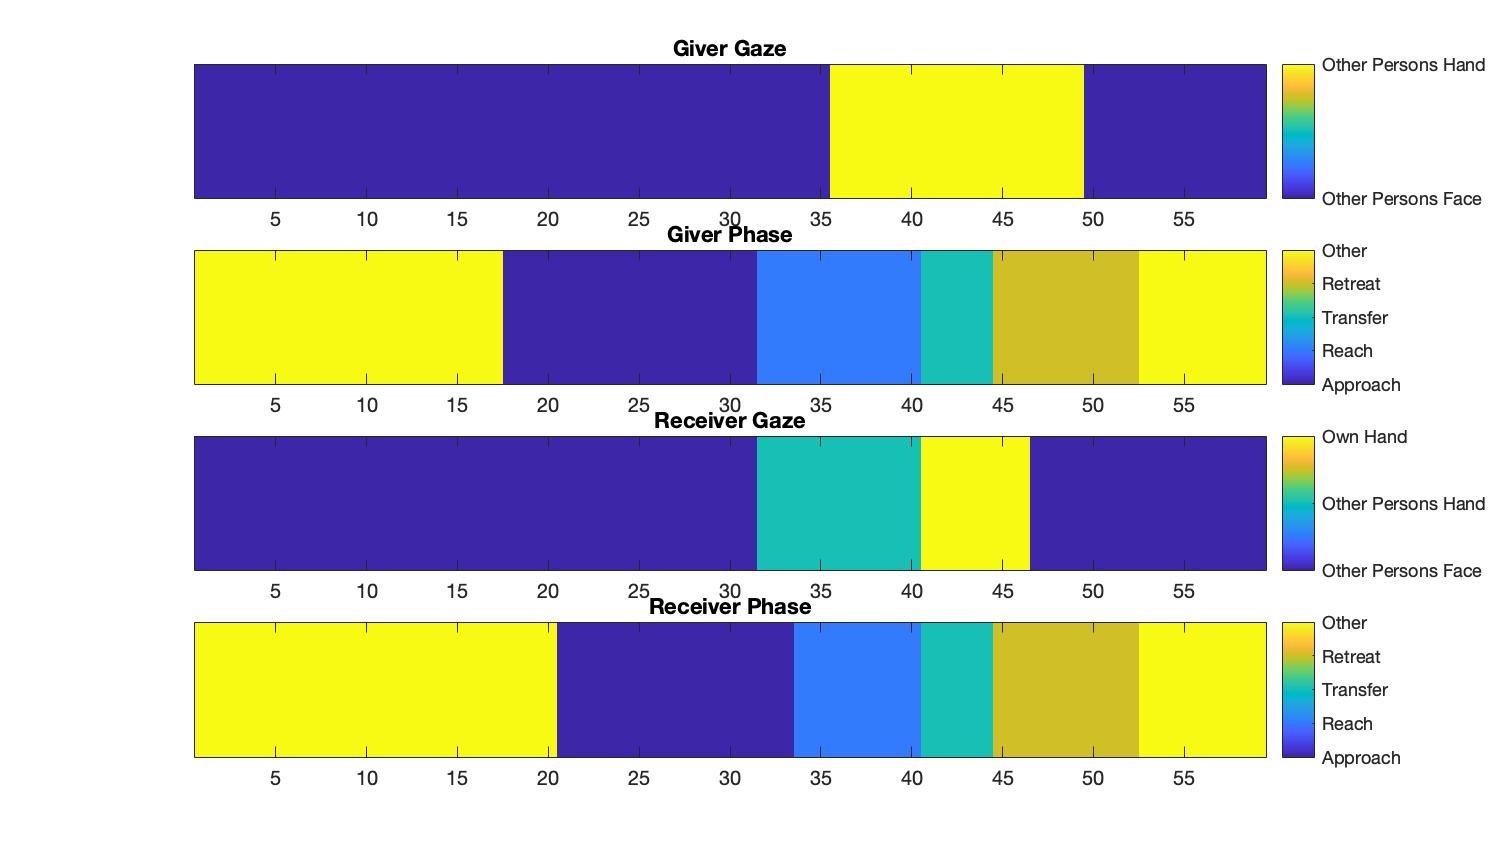 Giver Gaze
Other Persons Hand
Other Persons Face
5 10 15 20 25 30 35 40 45 50 55
Giver Phase
Other
Retreat
Transfer
Reach
Approach
5 10 15 20 25 30 35 40 45 50 55
Receiver Gaze
Own Hand
Other Persons Hand
Other Persons Face
5 10 15 20 25 30 35 40 45 50 55
Receiver Phase
Other
Retreat
Transfer
Reach
Approach
5 10 15 20 25 30 35 40 45 50 55